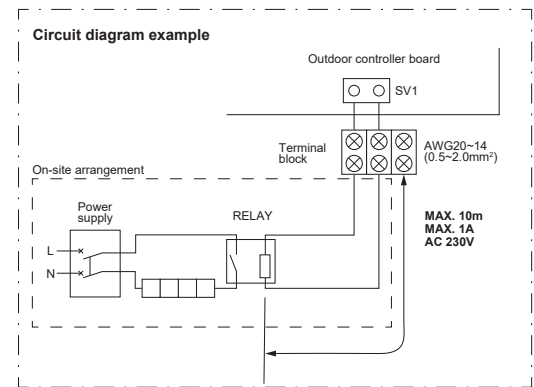 Circuit diagram example
Outdoor controller board
SV1
Terminal
block
AWG20~14
(0.5~2.0mm²)
On-site arrangement
Power
supply
RELAY
MAX. 10m
MAX. 1A
AC 230V
L
N